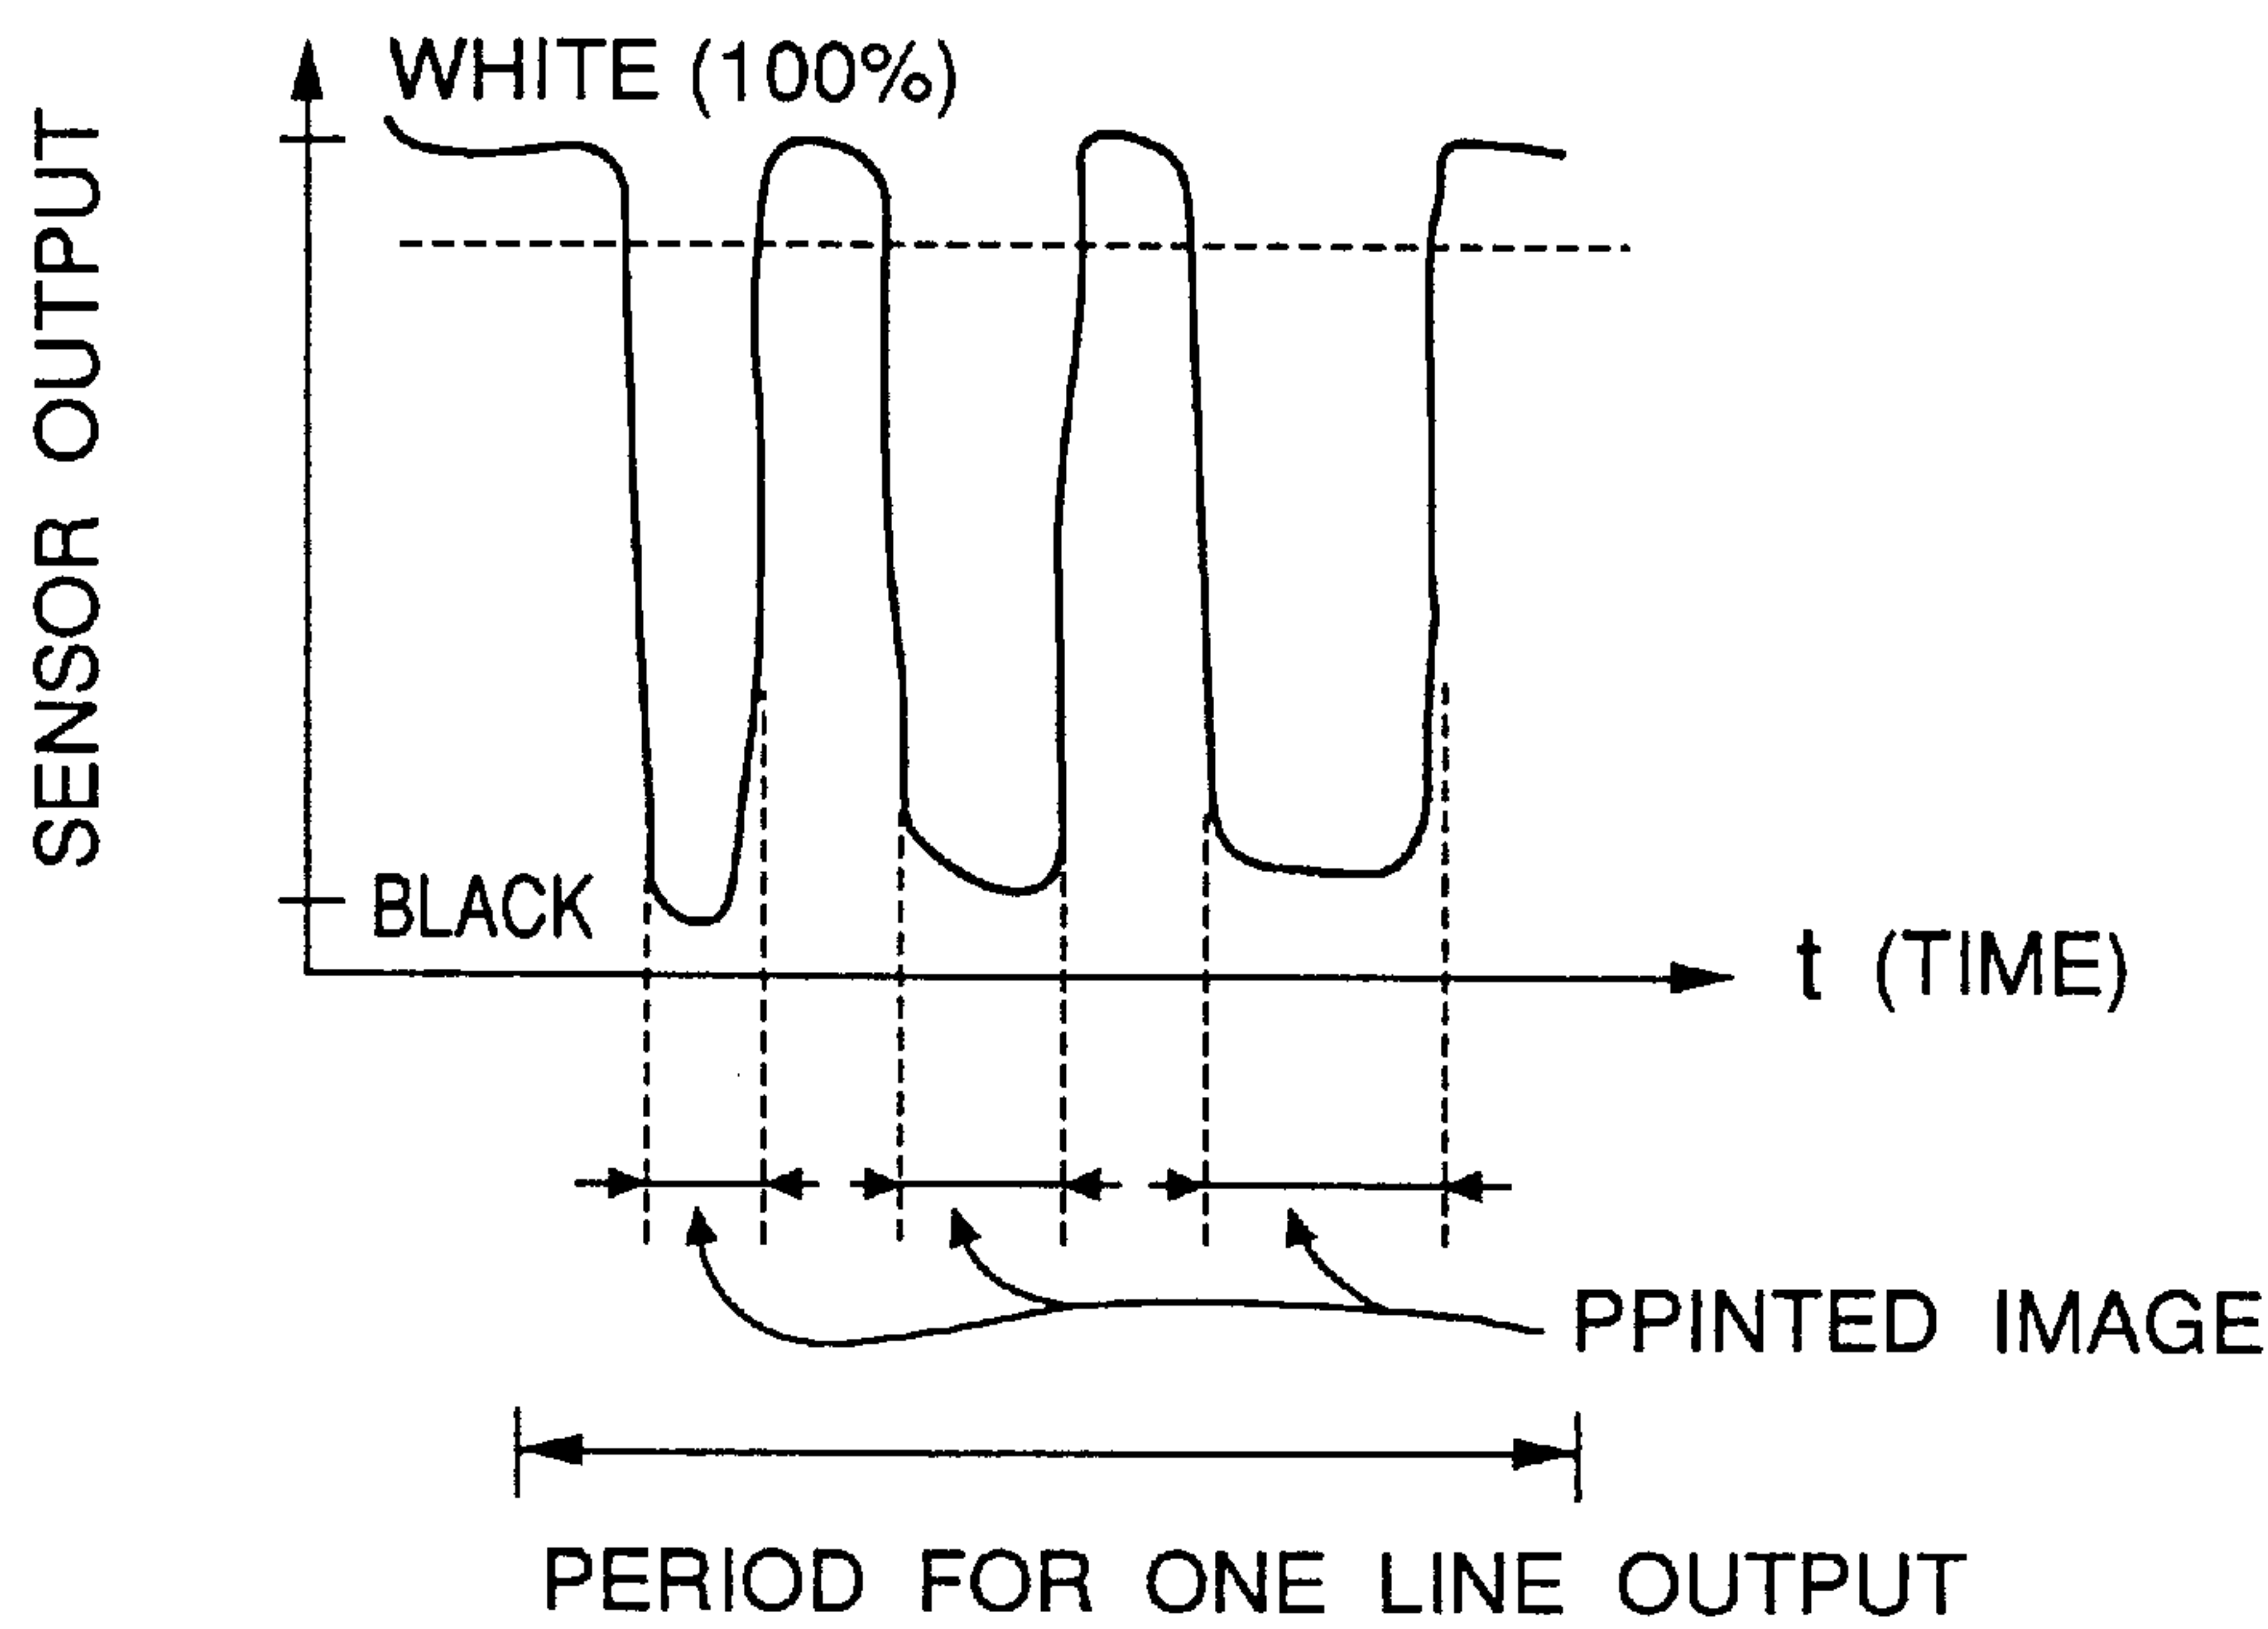 WHITE (100%)
SENSOR OUTPUT
BLACK
t (TIME)
PPINTED IMAGE
PERIOD FOR ONE LINE OUTPUT